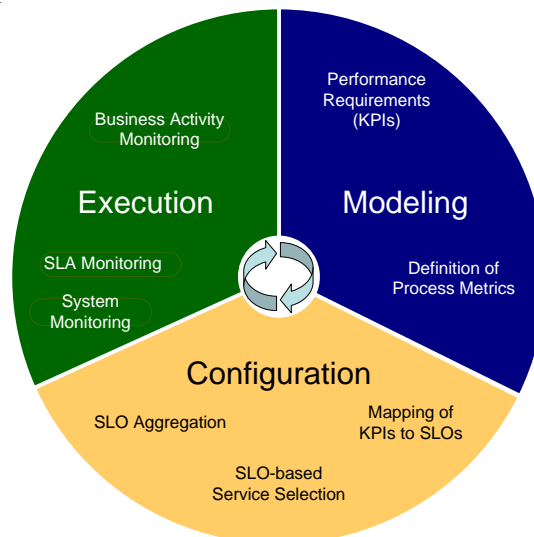 Performance
Requirements
(KPIs)
Business Activity
Monitoring
Execution
Modeling
SLA Monitoring
System
Monitoring
Definition of
Process Metrics
Configuration
SLO Aggregation
Mapping of
KPIs to SLOs
SLO-based
Service Selection